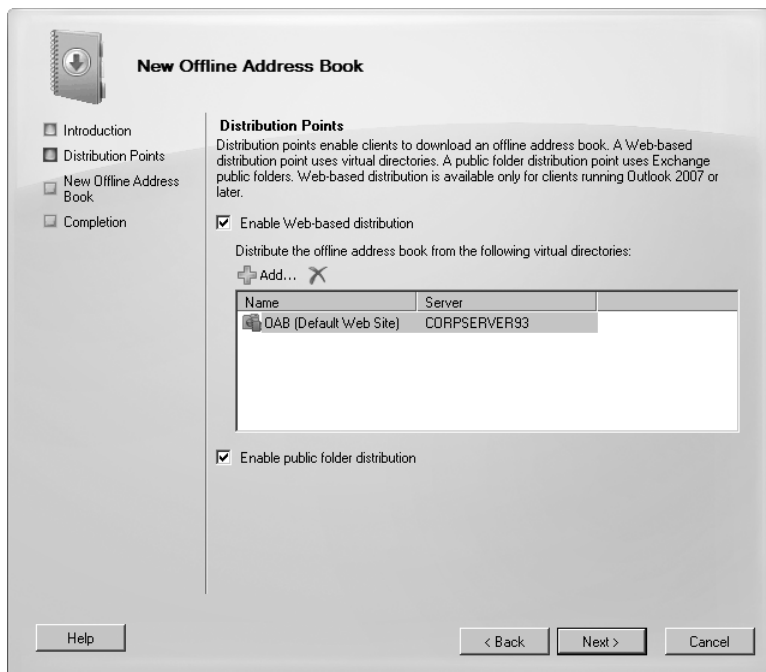 New Offline Address Book
Introduction
Distribution Points
New Offline Address
Book
Completion
Distribution Points
Distribution points enable clients to download an offline address book. A Web-based
distribution point uses virtual directories. A public folder distribution point uses Exchange
public folders. Web-based distribution is available only for clients running Outlook 2007 or
later.
Enable Web-based distribution
Distribute the offline address book from the following virtual directories:
Add...
Name Server
OAB (Default Web Site) CORPSERVER93
Enable public folder distribution
Help < Back Next > Cancel